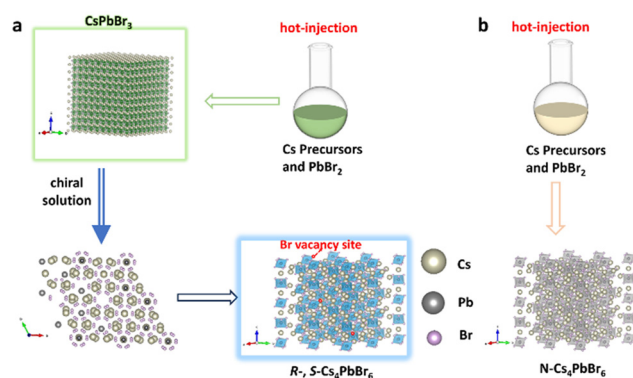 a
CsPbBr3
hot-injection
Cs Precursors
and PbBr2
chiral
solution
Br vacancy site
R-, S-Cs4PbBr6
Cs
Pb
Br
b
hot-injection
Cs Precursors
and PbBr2
N-Cs4PbBr6